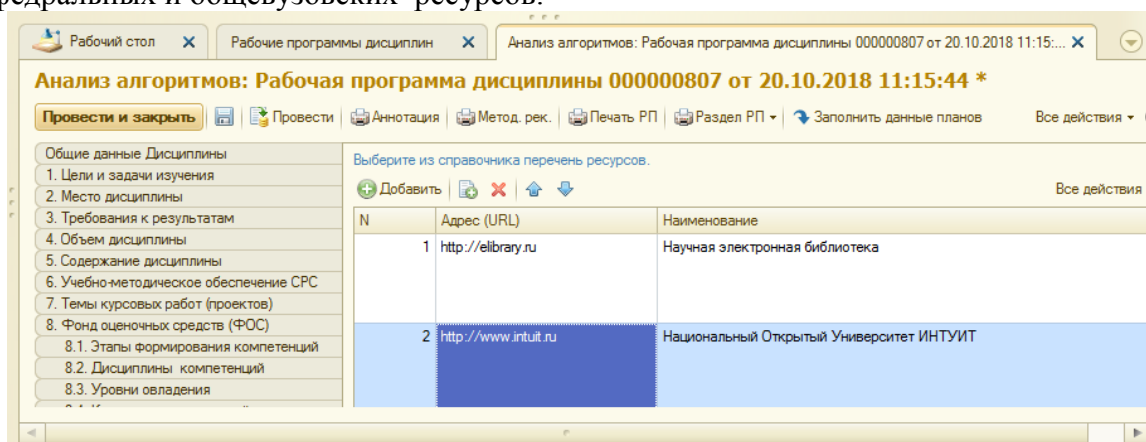 федральных и общевузовских ресурсов.
Рабочий стол
Рабочие программы дисциплин
Анализ алгоритмов: Рабочая программа дисциплины 000000807 от 20.10.2018 11:15:...
Анализ алгоритмов: Рабочая программа дисциплины 000000807 от 20.10.2018 11:15:44 *
Провести и закрыть Провести Аннотация Метод. рек. Печать РП Раздел РП Заполнить данные планов Все действия
Общие данные Дисциплины
1. Цели и задачи изучения
2. Место дисциплины
3. Требования к результатам
4. Объем дисциплины
5. Содержание дисциплины
6. Учебно-методическое обеспечение СРС
7. Темы курсовых работ (проектов)
8. Фонд оценочных средств (ФОС)
8.1. Этапы формирования компетенций
8.2. Дисциплины компетенций
8.3. Уровни овладения
Выберите из справочника перечень ресурсов.
Добавить Все действия
N Адрес (URL) Наименование
1 http://elibrary.ru Научная электронная библиотека
2 http://www.intuit.ru Национальный Открытый Университет ИНТУИТ